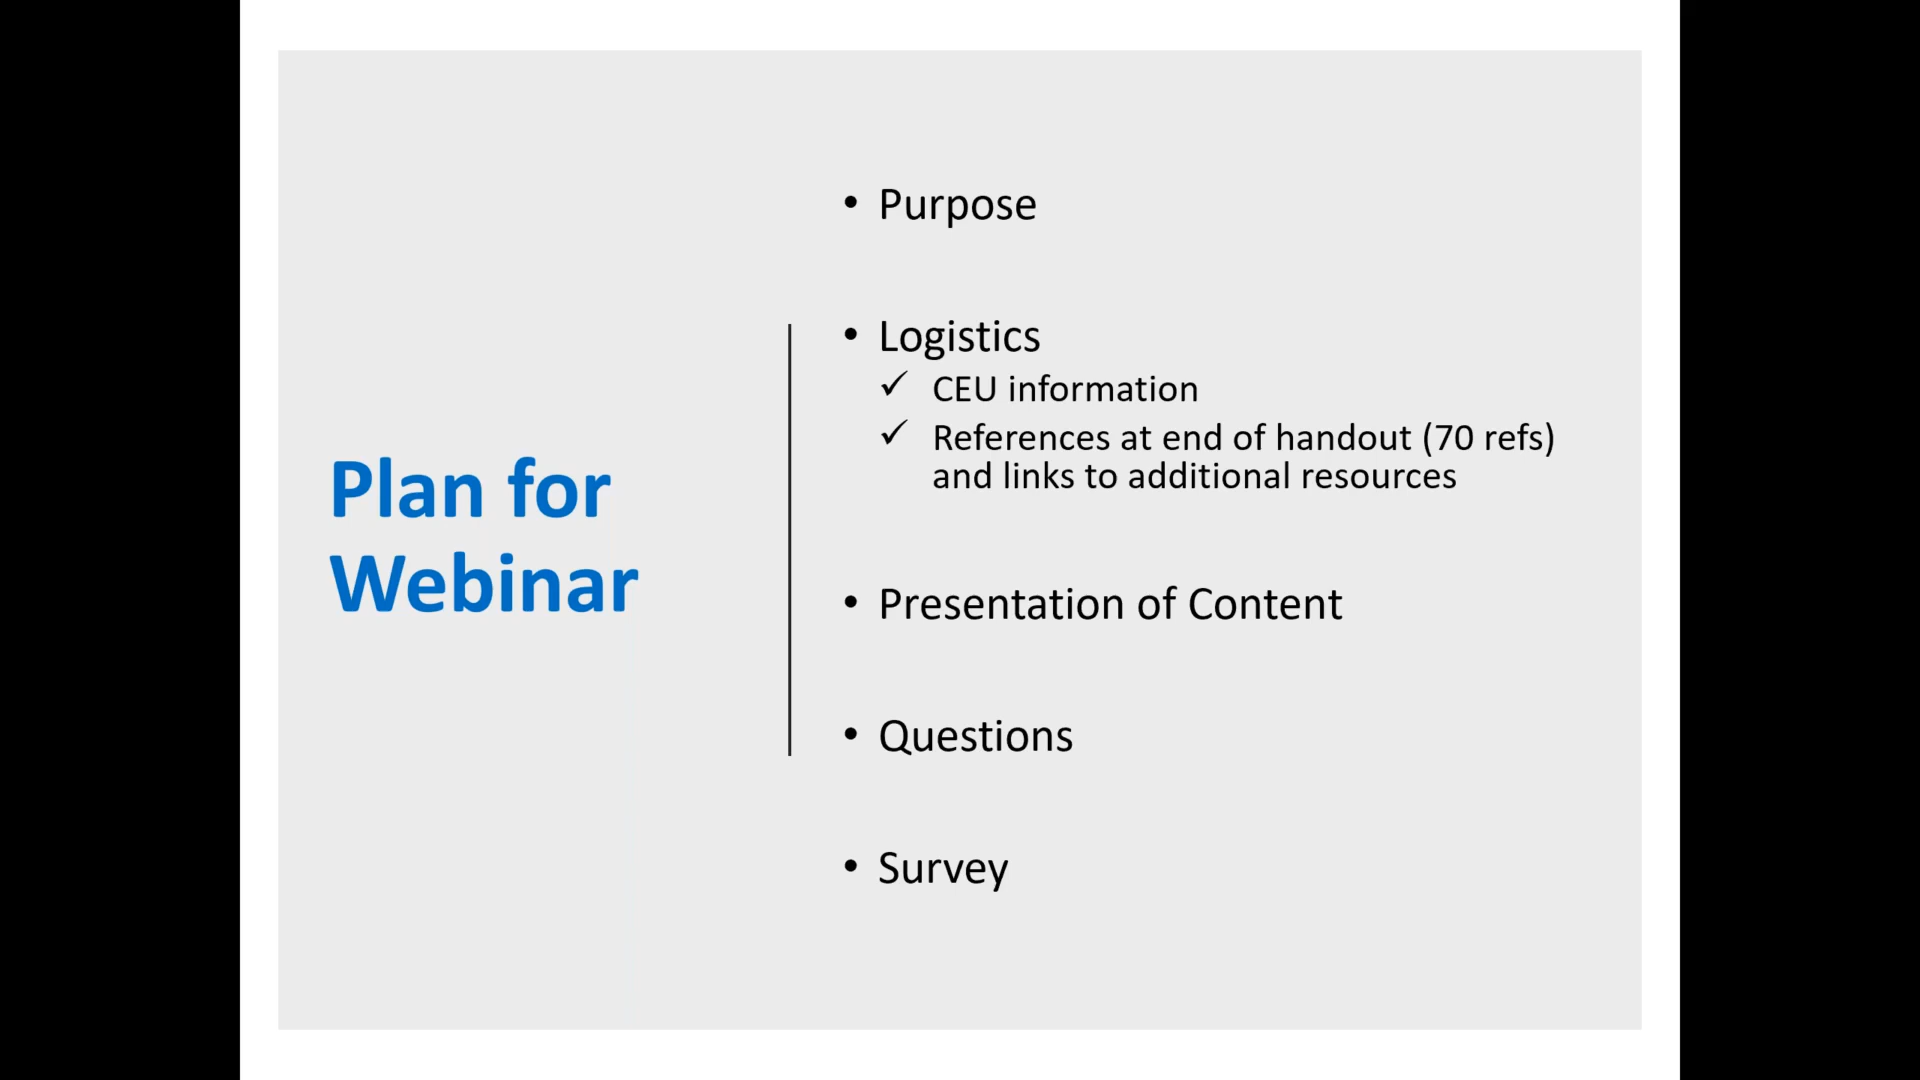 Plan for
Webinar
• Purpose
• Logistics
✓ CEU information
✓ References at end of handout (70 refs)
and links to additional resources
• Presentation of Content
• Questions
• Survey